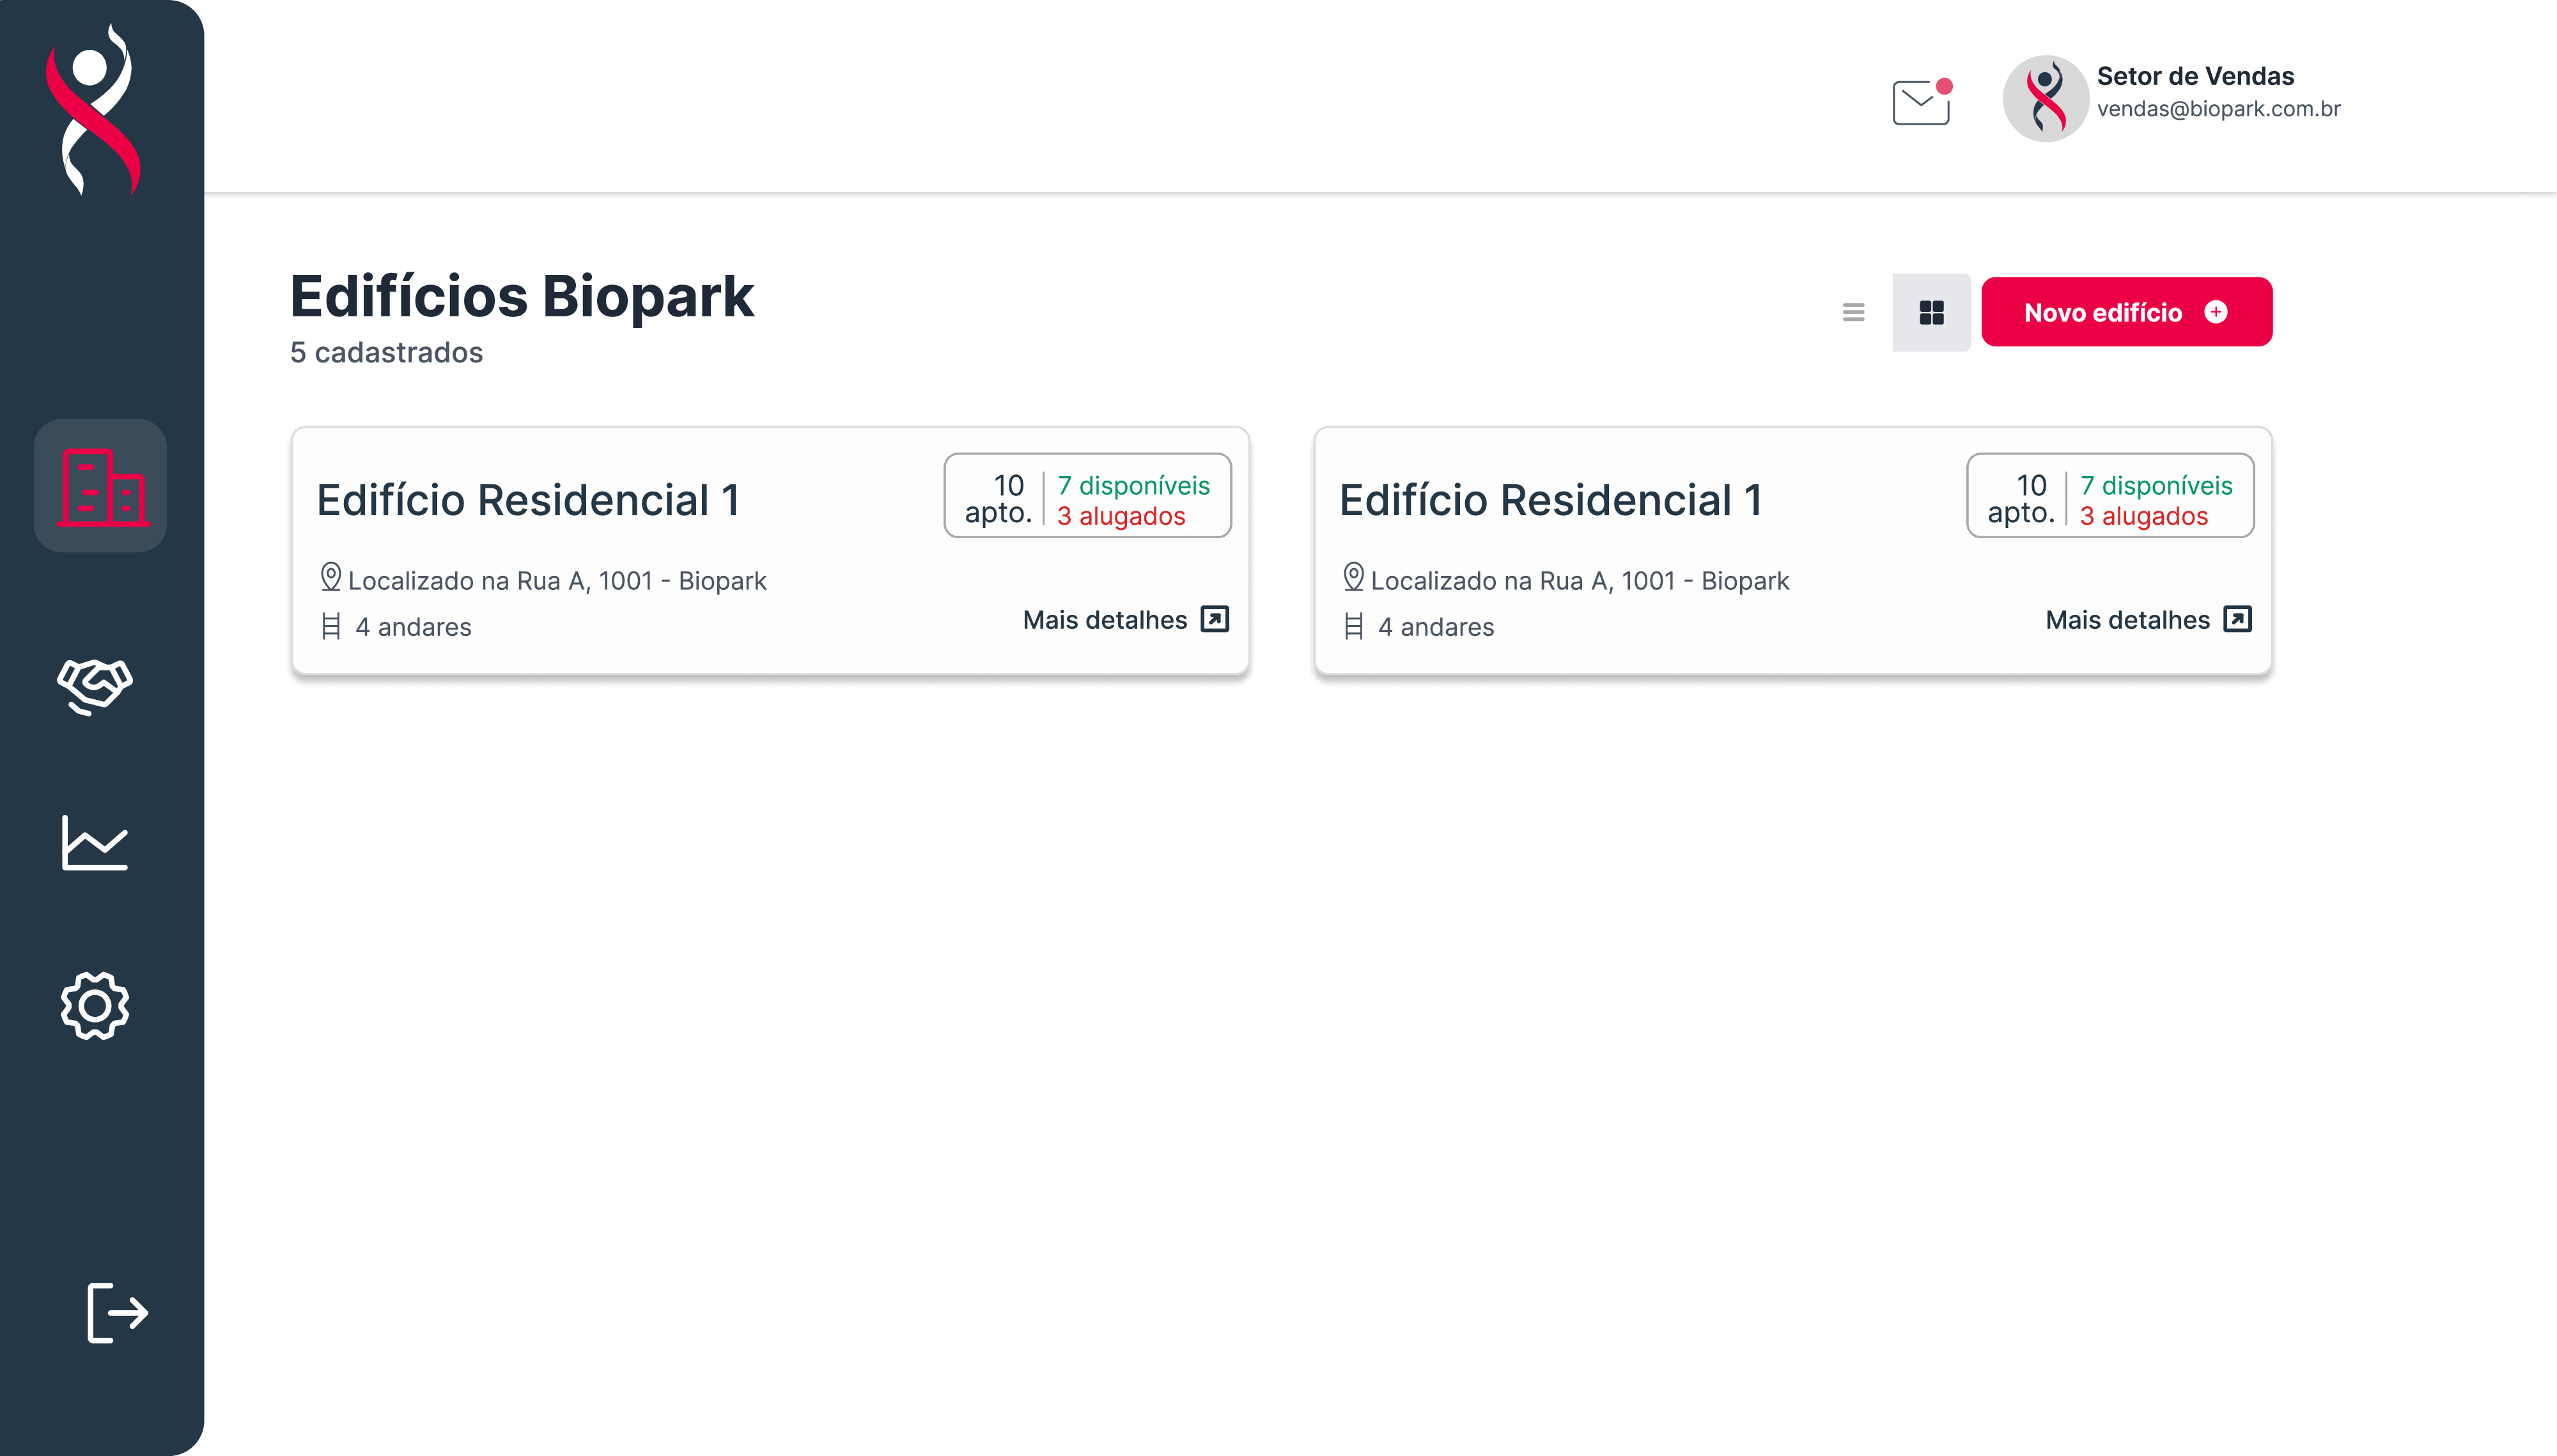 Setor de Vendas
vendas@biopark.com.br
Edifícios Biopark
5 cadastrados
Novo edifício
Edifício Residencial 1
10
apto.
7 disponíveis
3 alugados
Localizado na Rua A, 1001 - Biopark
4 andares
Mais detalhes
Edifício Residencial 1
10
apto.
7 disponíveis
3 alugados
Localizado na Rua A, 1001 - Biopark
4 andares
Mais detalhes